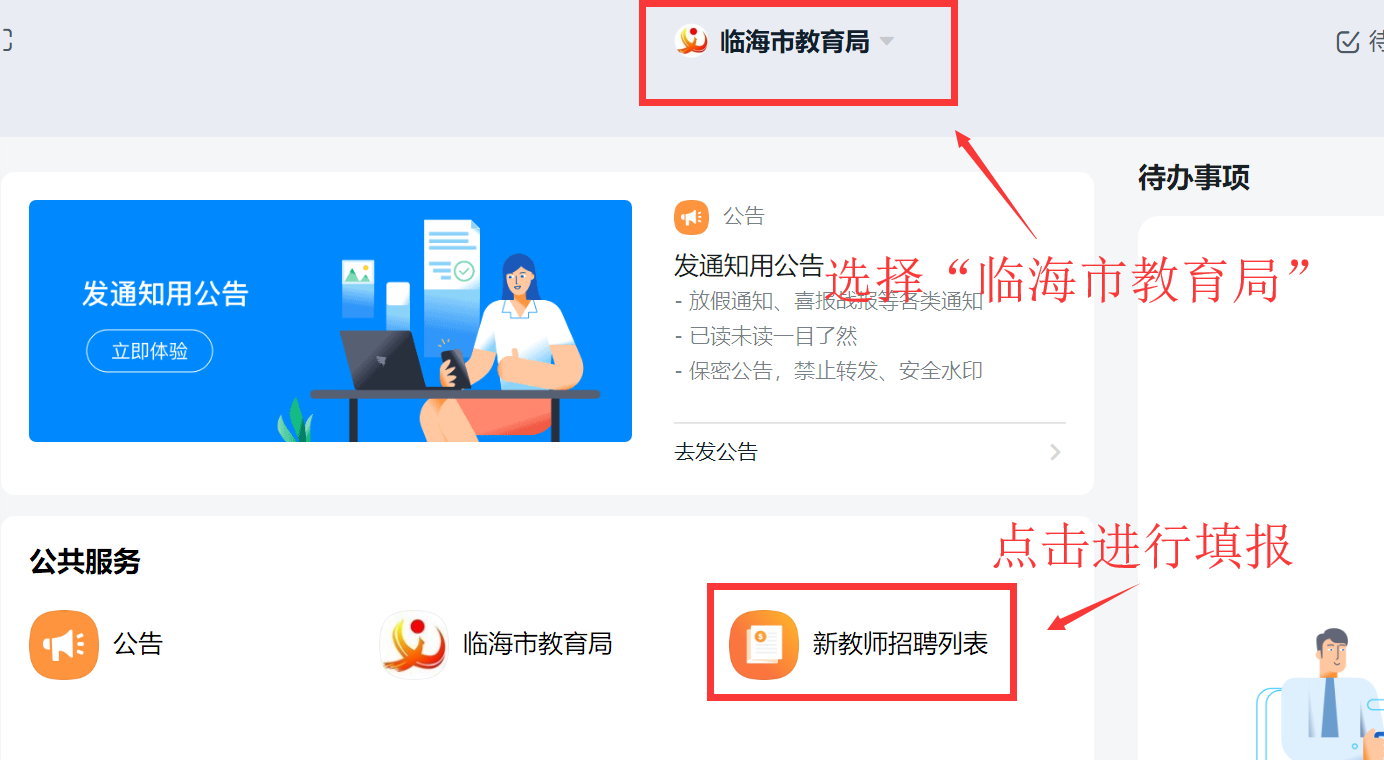 临海市教育局
待
待办事项
公告
发通知用公告
选择“临海市教育局”
- 放假通知、喜报战报等各类通知
- 已读未读一目了然
- 保密公告，禁止转发、安全水印
发通知用公告
立即体验
去发公告
点击进行填报
公共服务
公告
临海市教育局
新教师招聘列表